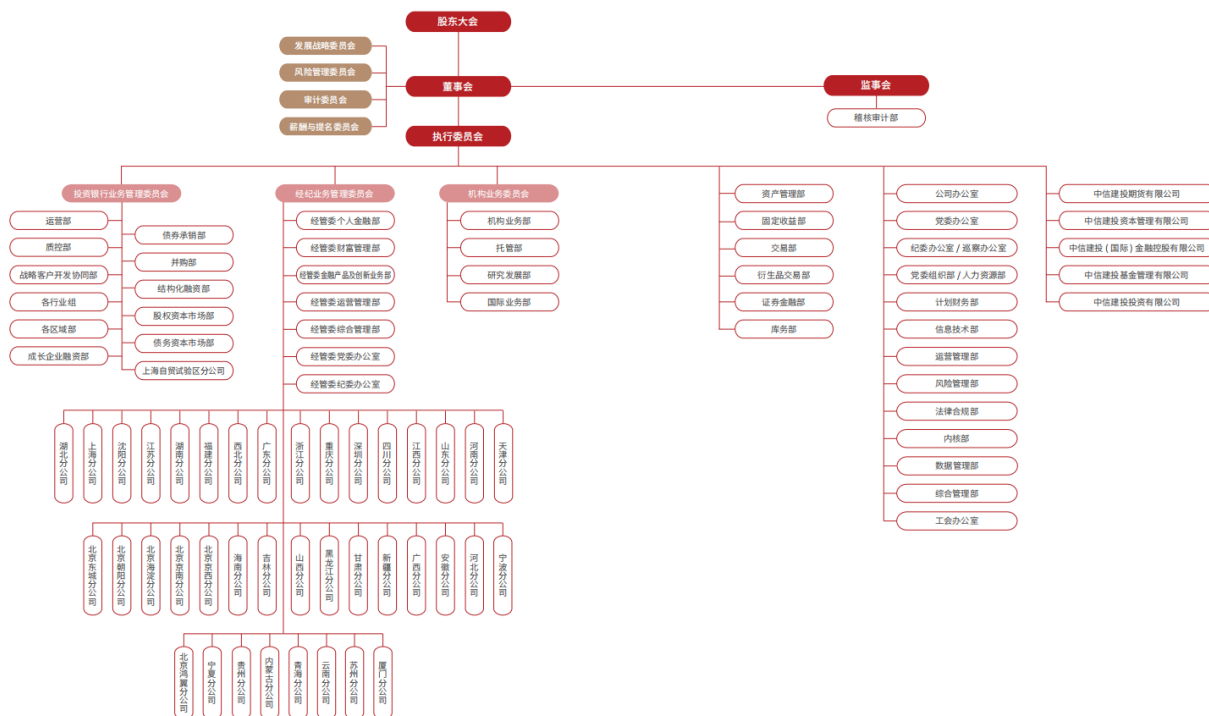 股东大会
发展战略委员会
风险管理委员会
审计委员会
薪酬与提名委员会
董事会
监事会
稽核审计部
执行委员会
投资银行业务管理委员会
运营部
质控部
战略客户开发协同部
各行业组
各区域部
成长企业融资部
债券承销部
并购部
结构化融资部
股权资本市场部
债务资本市场部
上海自贸试验区分公司
经纪业务管理委员会
经管委个人金融部
经管委财富管理部
经管委金融产品及创新业务部
经管委运营管理部
经管委综合管理部
经管委党委办公室
经管委纪委办公室
机构业务委员会
机构业务部
托管部
研究发展部
国际业务部
资产管理部
固定收益部
交易部
衍生品交易部
证券金融部
库务部
公司办公室
党委办公室
纪委办公室 / 巡察办公室
党委组织部 / 人力资源部
计划财务部
信息技术部
运营管理部
风险管理部
法律合规部
内核部
数据管理部
综合管理部
工会办公室
中信建投期货有限公司
中信建投资本管理有限公司
中信建投 ( 国际 ) 金融控股有限公司
中信建投基金管理有限公司
中信建投投资有限公司
湖北分公司
上海分公司
沈阳分公司
江苏分公司
湖南分公司
福建分公司
西北分公司
广东分公司
浙江分公司
重庆分公司
深圳分公司
四川分公司
江西分公司
山东分公司
河南分公司
天津分公司
北京东城分公司
北京朝阳分公司
北京海淀分公司
北京京南分公司
北京京西分公司
海南分公司
吉林分公司
山西分公司
黑龙江分公司
甘肃分公司
新疆分公司
广西分公司
安徽分公司
河北分公司
宁波分公司
北京鸿翼分公司
宁夏分公司
贵州分公司
内蒙古分公司
青海分公司
云南分公司
苏州分公司
厦门分公司